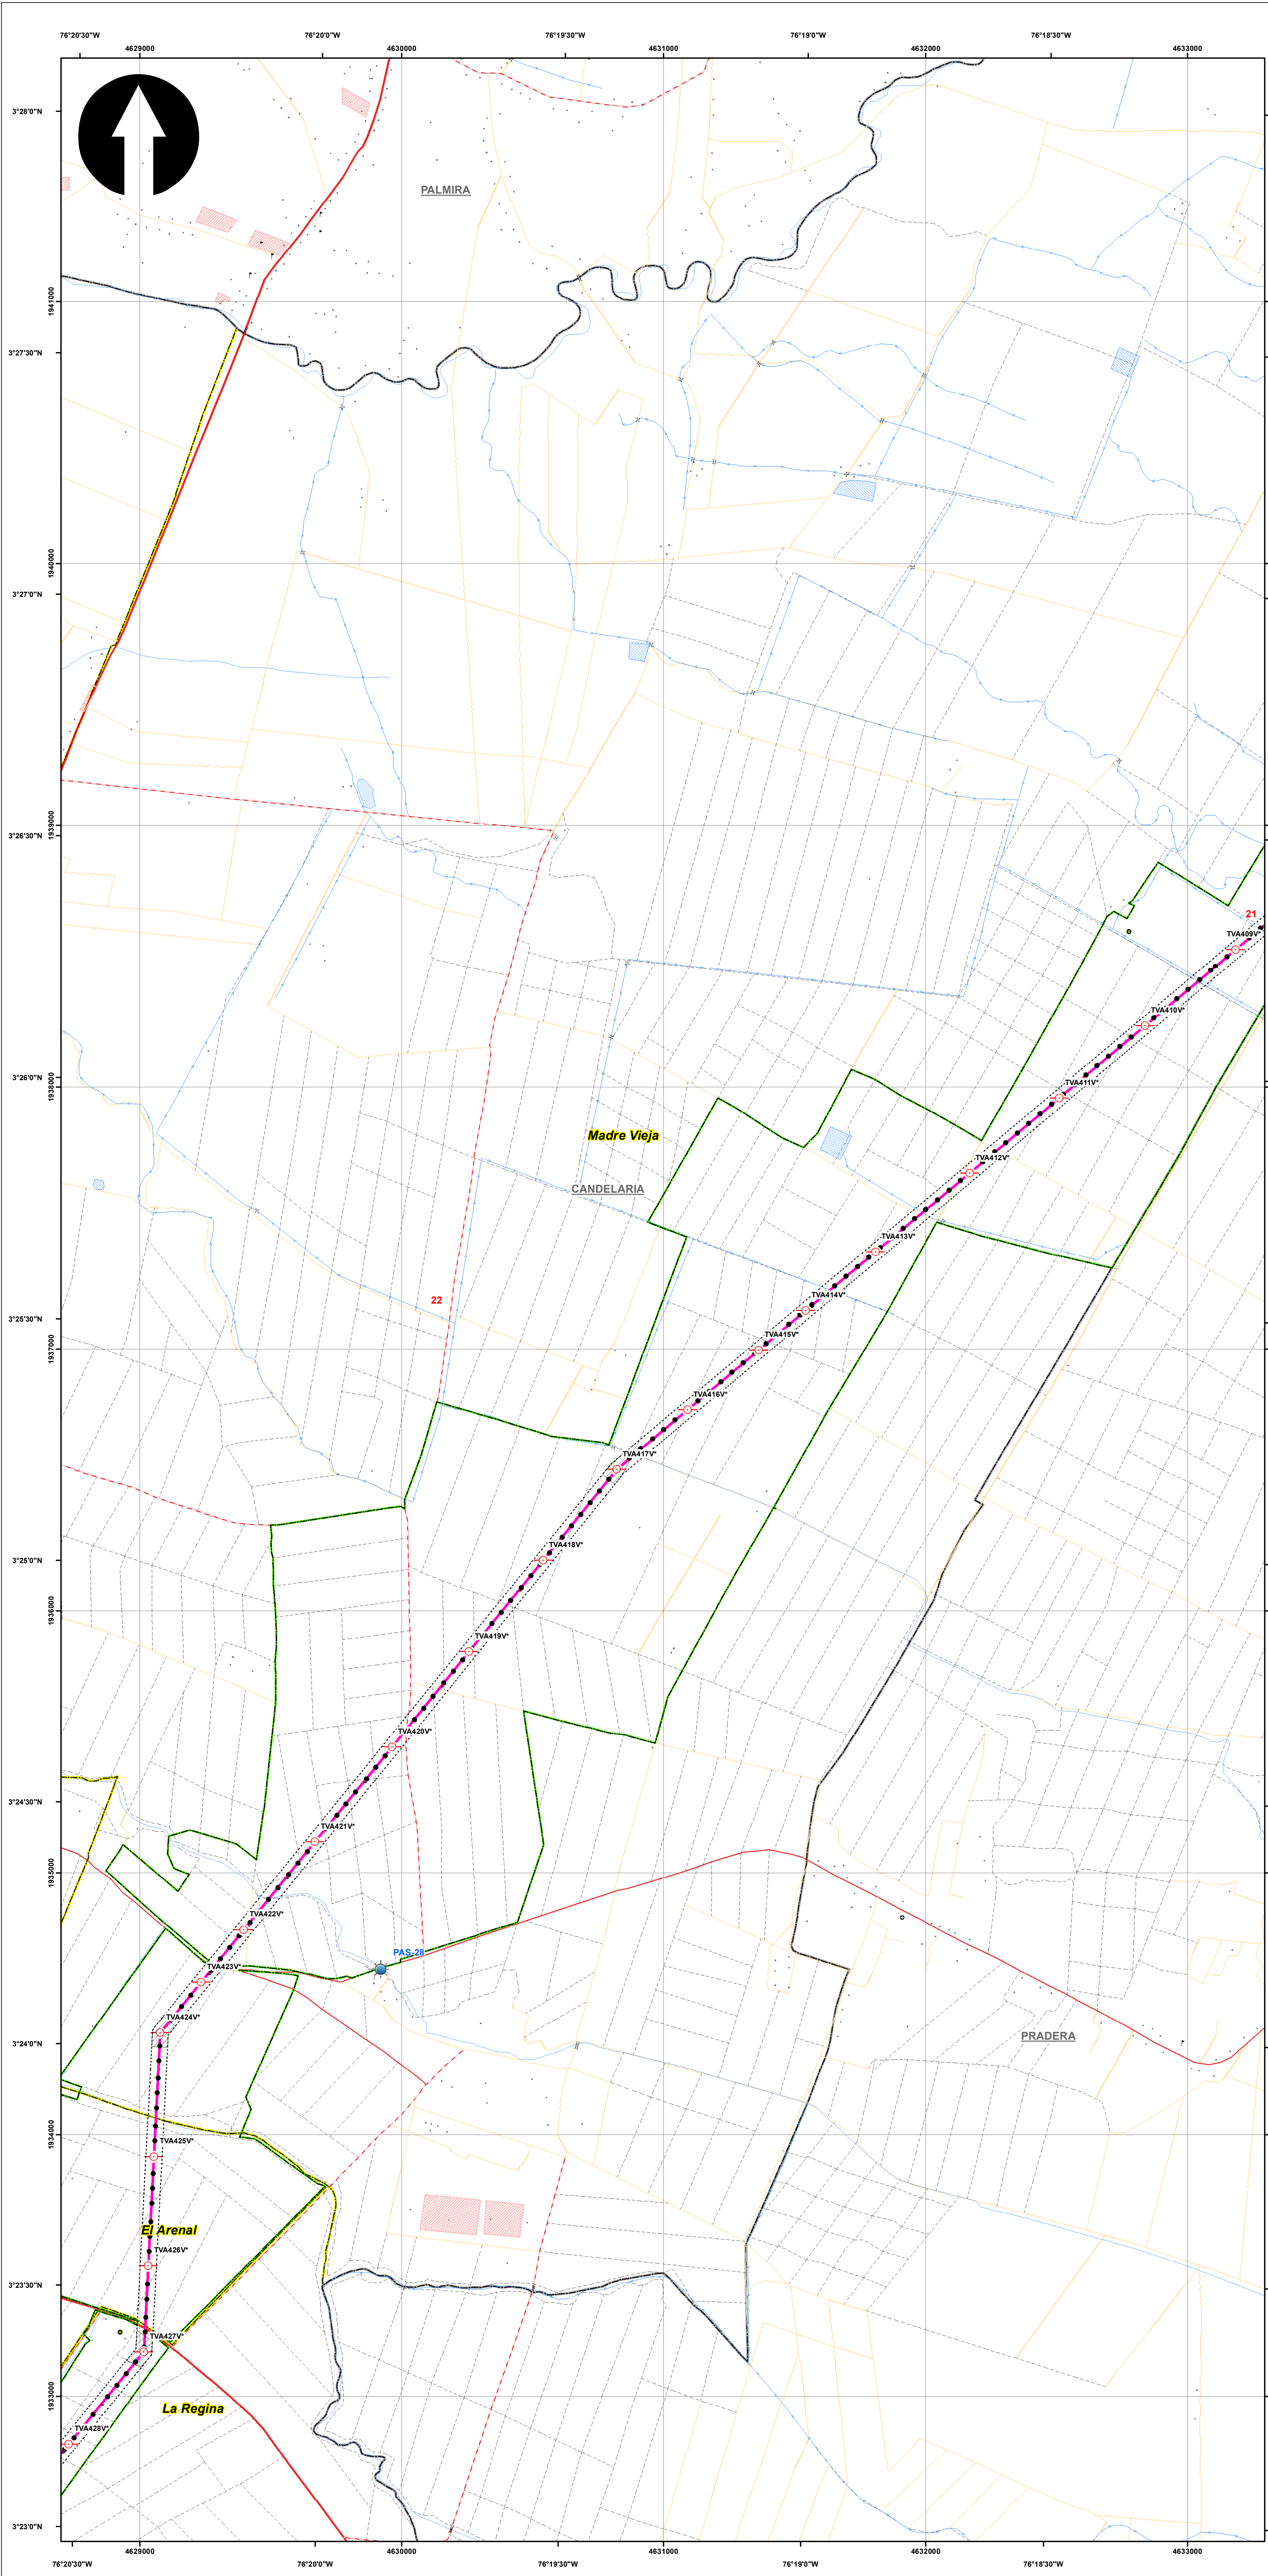 76°20'30"W
4629000
76°20'0"W
4630000
76°19'30"W
4631000
76°19'0"W
4632000
76°18'30"W
4633000
3°28'0"N
PALMIRA
1941000
3°27'30"N
1940000
3°27'0"N
1939000
3°26'30"N
21
TVA409V*
TVA410V*
3°26'0"N
1938000
TVA411V*
Madre Vieja
TVA412V*
CANDELARIA
TVA413V*
22
TVA414V*
3°25'30"N
TVA415V*
1937000
TVA416V*
TVA417V*
TVA418V*
3°25'0"N
1936000
TVA419V*
TVA420V*
3°24'30"N
TVA421V*
1935000
TVA422V*
PAS-28
TVA423V*
TVA424V*
PRADERA
3°24'0"N
1934000
TVA425V*
El Arenal
TVA426V*
3°23'30"N
TVA427V*
1933000
La Regina
TVA428V*
3°23'0"N
76°20'30"W
4629000
76°20'0"W
4630000
76°19'30"W
4631000
76°19'0"W
4632000
76°18'30"W
4633000